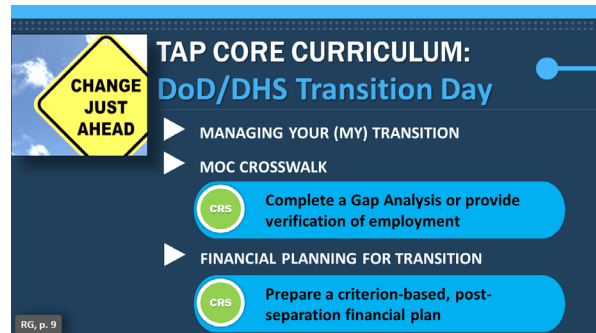 TAP CORE CURRICULUM:
DoD/DHS Transition Day
CHANGE
JUST
AHEAD
MANAGING YOUR (MY) TRANSITION
MOC CROSSWALK
CRS
Complete a Gap Analysis or provide
verification of employment
FINANCIAL PLANNING FOR TRANSITION
CRS
Prepare a criterion-based, post-
separation financial plan
RG, p. 9